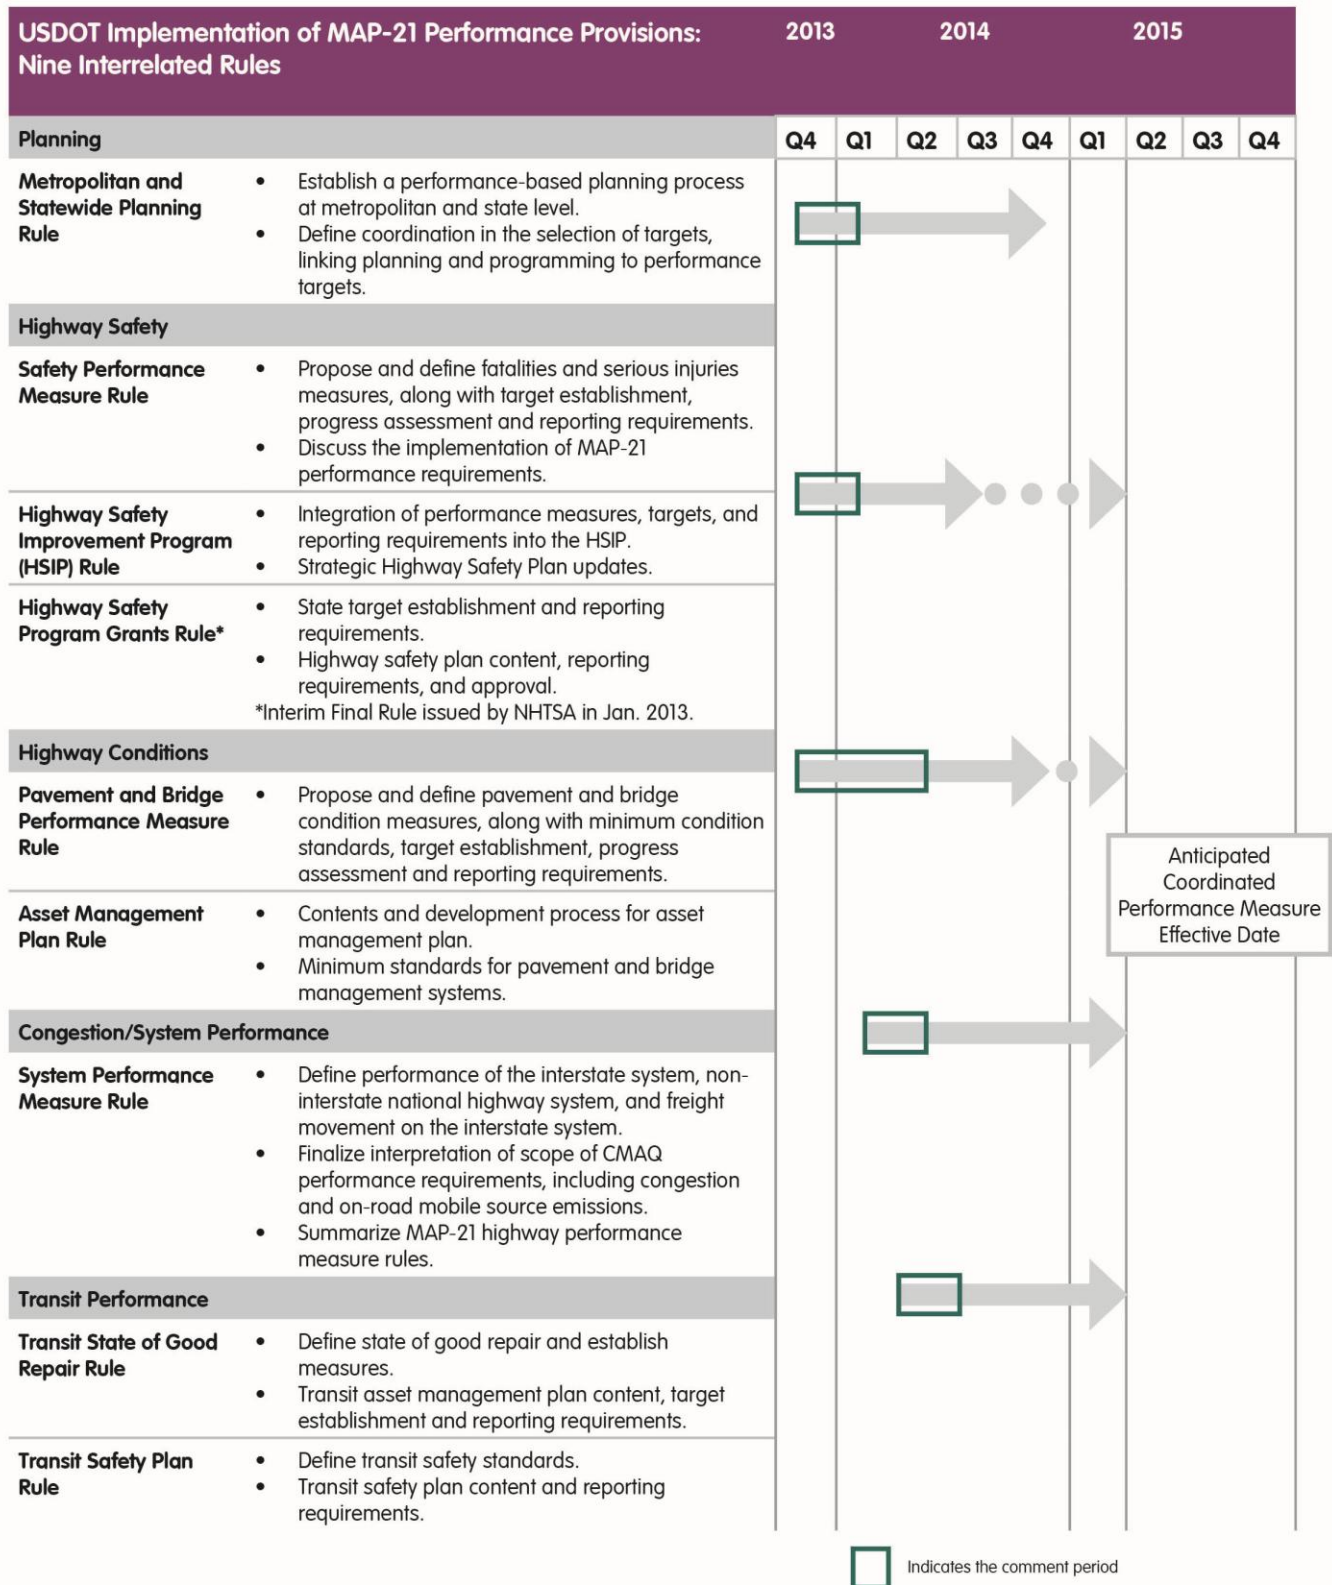 USDOT Implementation of MAP-21 Performance Provisions:
Nine Interrelated Rules
2013 2014 2015
Planning
Q4 Q1 Q2 Q3 Q4 Q1 Q2 Q3 Q4
Metropolitan and
Statewide Planning
Rule
• Establish a performance-based planning process
at metropolitan and state level.
• Define coordination in the selection of targets,
linking planning and programming to performance
targets.
Highway Safety
Safety Performance
Measure Rule
• Propose and define fatalities and serious injuries
measures, along with target establishment,
progress assessment and reporting requirements.
• Discuss the implementation of MAP-21
performance requirements.
Highway Safety
Improvement Program
(HSIP) Rule
• Integration of performance measures, targets, and
reporting requirements into the HSIP.
• Strategic Highway Safety Plan updates.
Highway Safety
Program Grants Rule*
• State target establishment and reporting
requirements.
• Highway safety plan content, reporting
requirements, and approval.
*Interim Final Rule issued by NHTSA in Jan. 2013.
Highway Conditions
Pavement and Bridge
Performance Measure
Rule
• Propose and define pavement and bridge
condition measures, along with minimum condition
standards, target establishment, progress
assessment and reporting requirements.
Anticipated
Coordinated
Performance Measure
Effective Date
Asset Management
Plan Rule
• Contents and development process for asset
management plan.
• Minimum standards for pavement and bridge
management systems.
Congestion/System Performance
System Performance
Measure Rule
• Define performance of the interstate system, non-
interstate national highway system, and freight
movement on the interstate system.
• Finalize interpretation of scope of CMAQ
performance requirements, including congestion
and on-road mobile source emissions.
• Summarize MAP-21 highway performance
measure rules.
Transit Performance
Transit State of Good
Repair Rule
• Define state of good repair and establish
measures.
• Transit asset management plan content, target
establishment and reporting requirements.
Transit Safety Plan
Rule
• Define transit safety standards.
• Transit safety plan content and reporting
requirements.
Indicates the comment period